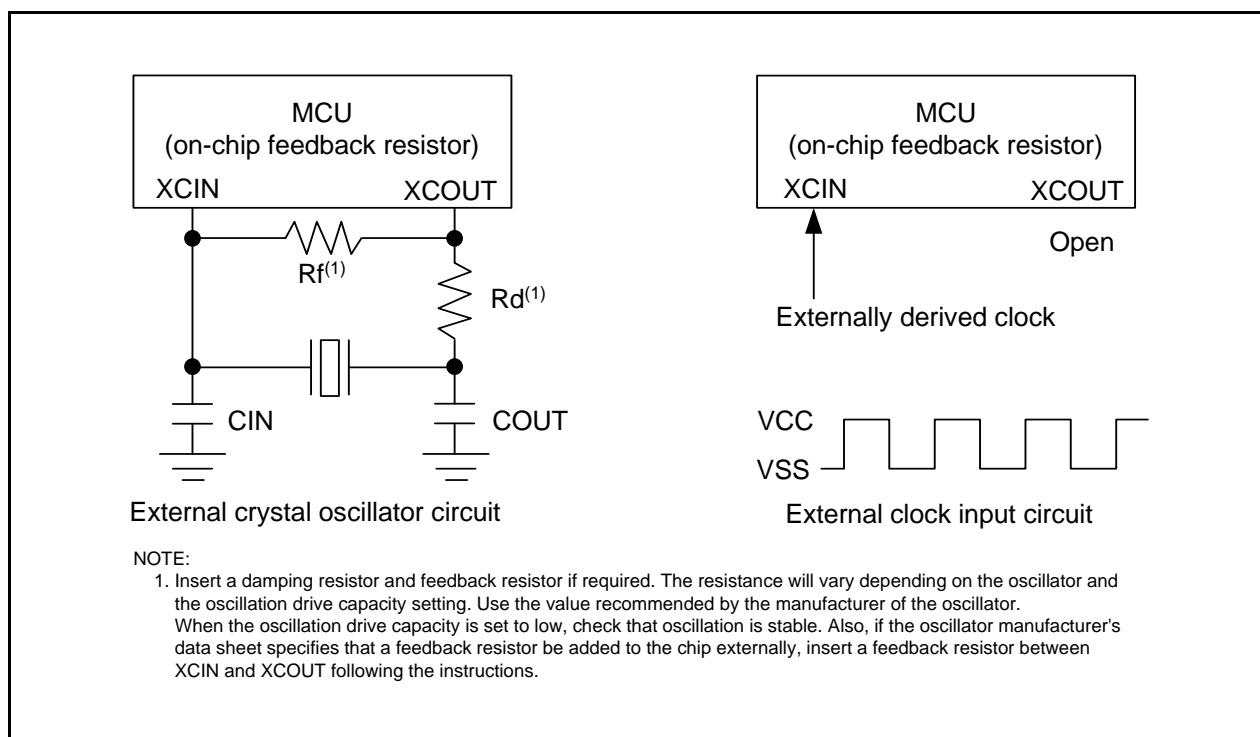 MCU
(on-chip feedback resistor)
XCIN
XCOUT
Rf(1)
Rd(1)
CIN
COUT
External crystal oscillator circuit
MCU
(on-chip feedback resistor)
XCIN
XCOUT
Open
Externally derived clock
VCC
VSS
External clock input circuit
NOTE:
1. Insert a damping resistor and feedback resistor if required. The resistance will vary depending on the oscillator and
the oscillation drive capacity setting. Use the value recommended by the manufacturer of the oscillator.
When the oscillation drive capacity is set to low, check that oscillation is stable. Also, if the oscillator manufacturer's
data sheet specifies that a feedback resistor be added to the chip externally, insert a feedback resistor between
XCIN and XCOUT following the instructions.